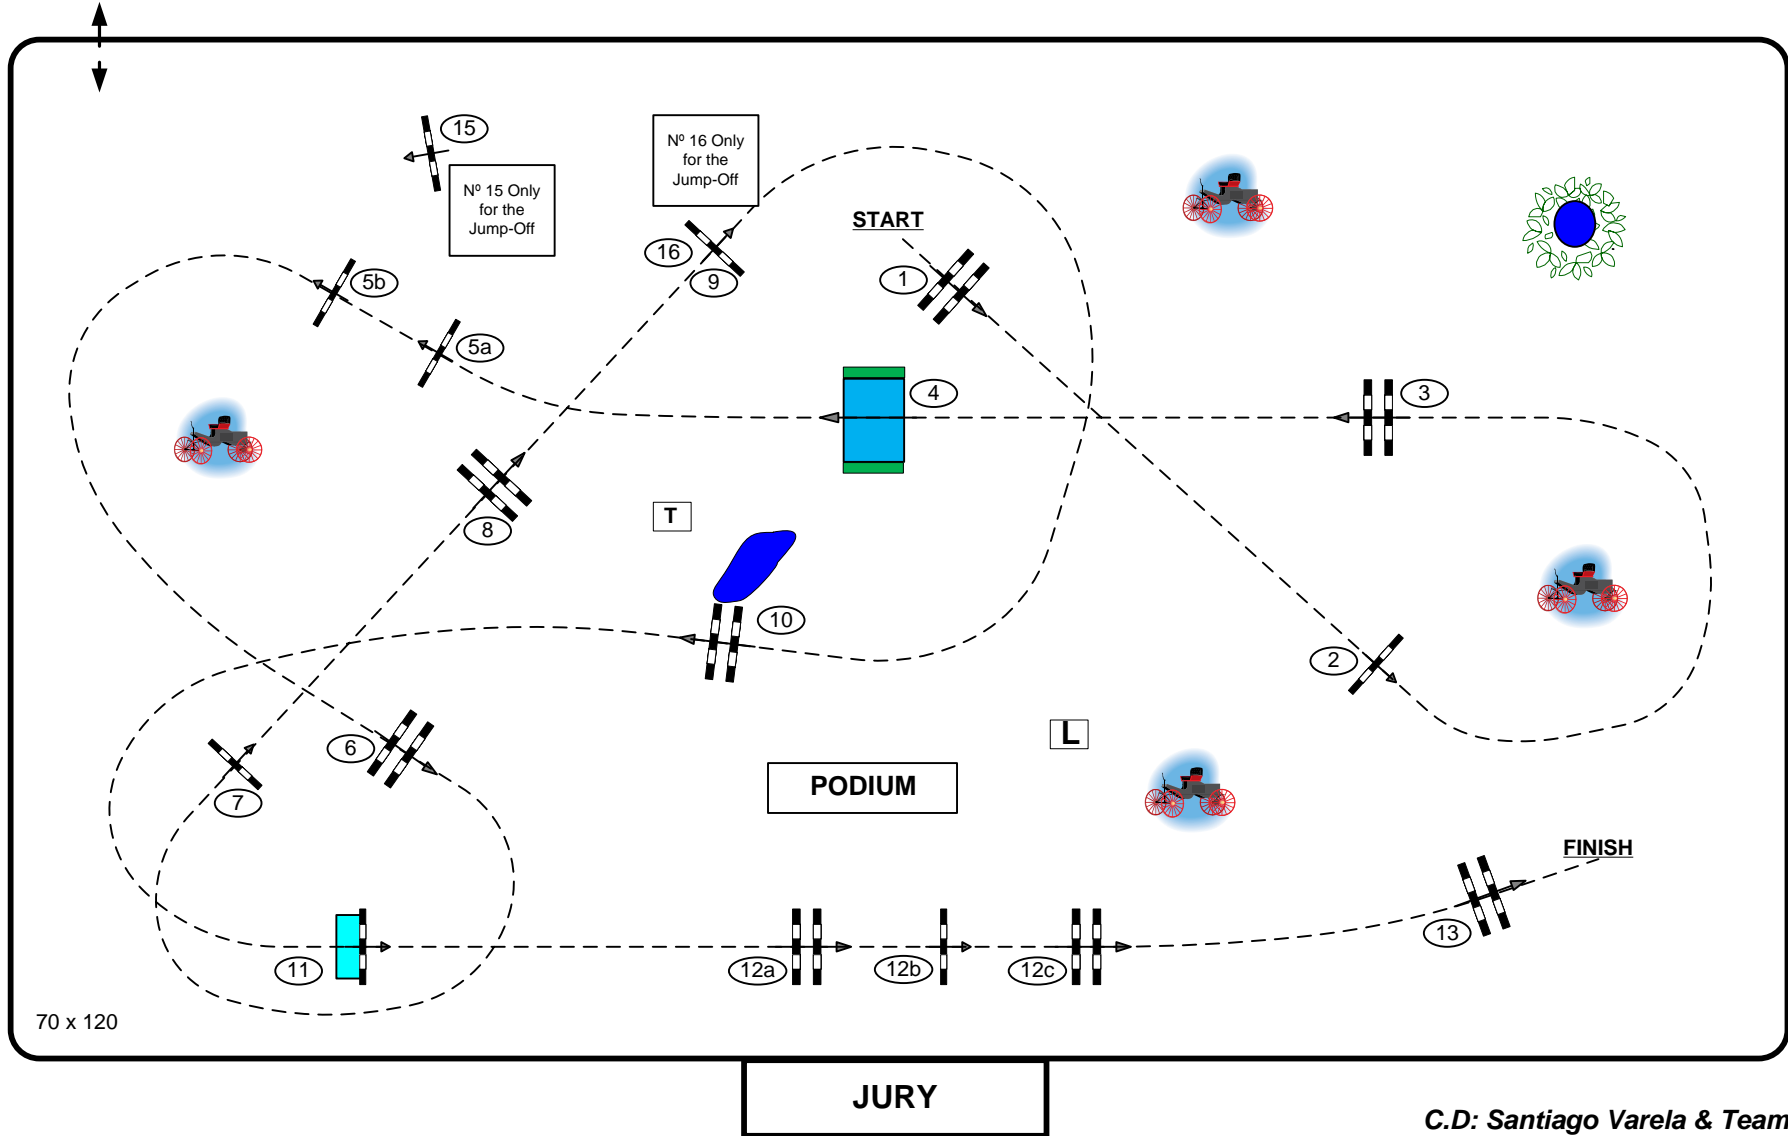 15
Nº 15 Only
for the
Jump-Off
Nº 16 Only
for the
Jump-Off
START
16
9
1
5b
5a
4
3
8
T
10
2
6
7
L
PODIUM
FINISH
11
12a
12b
12c
13
70 x 120
JURY
C.D: Santiago Varela & Team